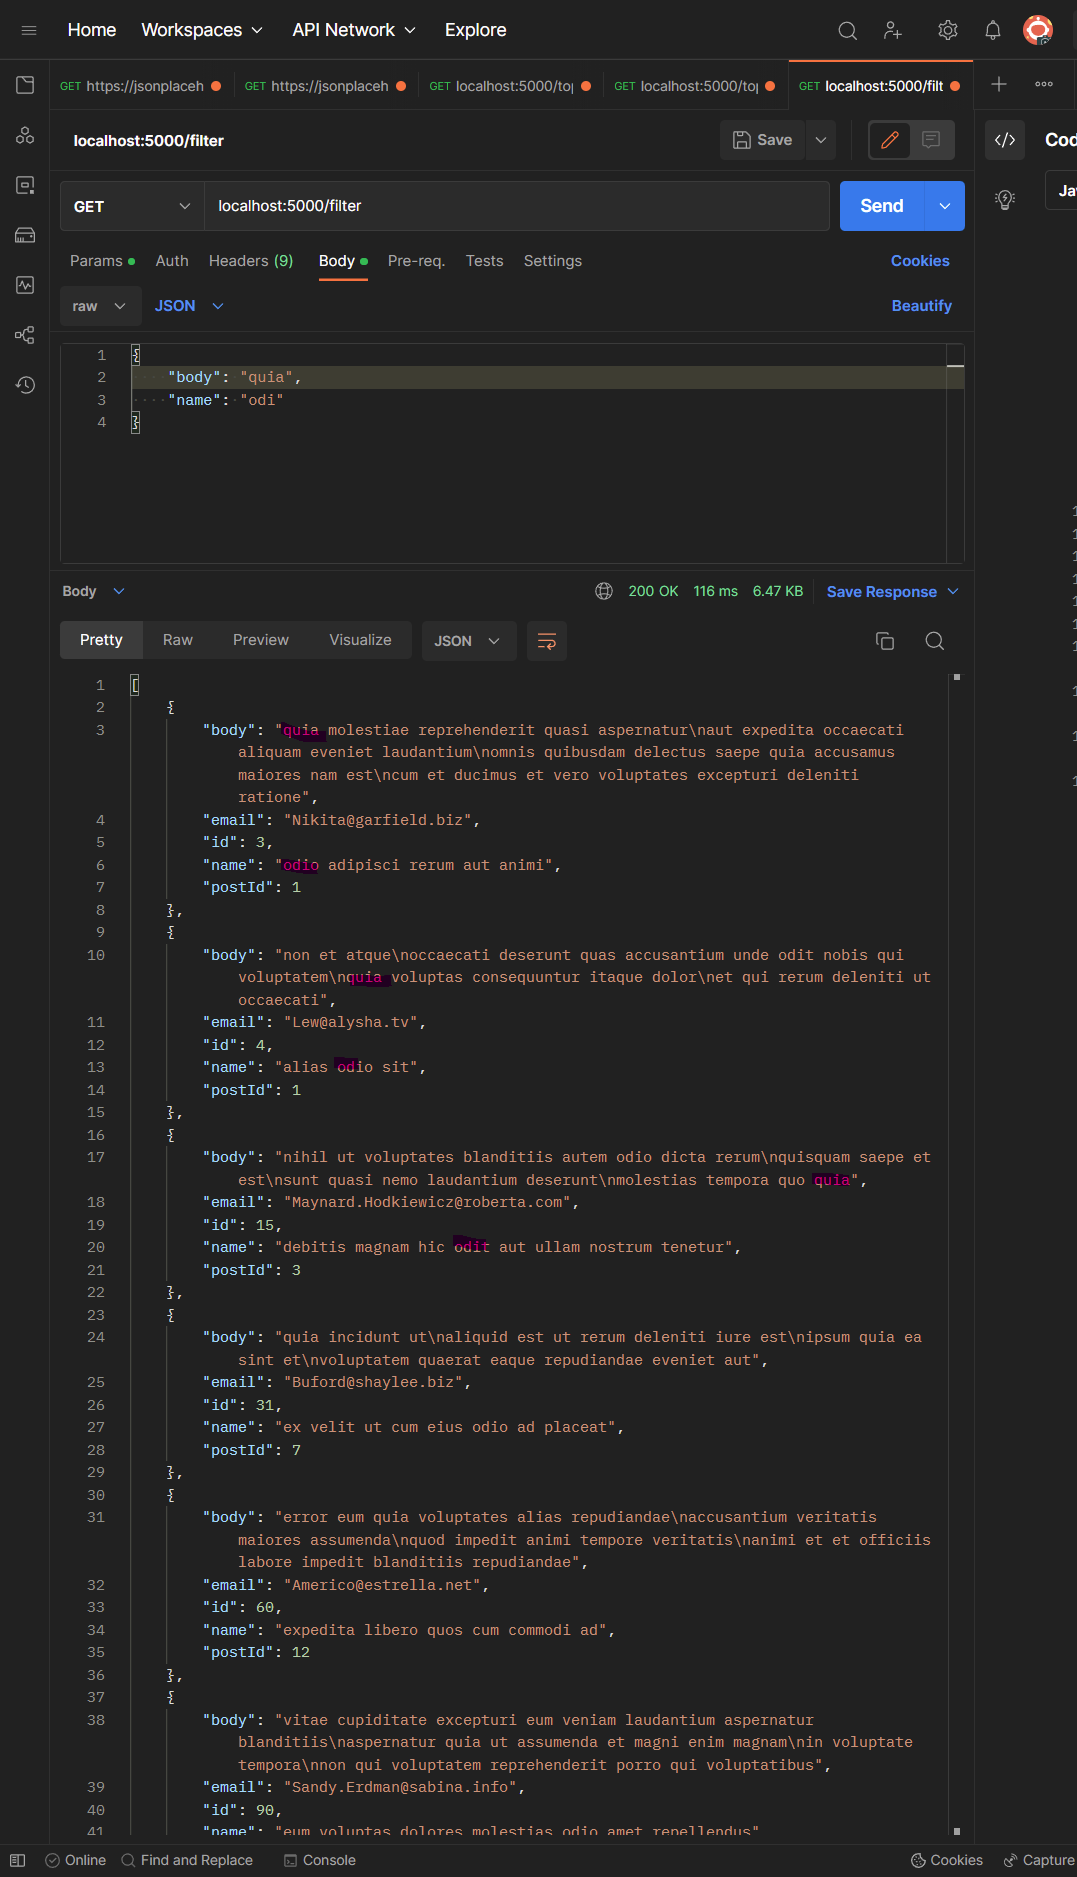 Home Workspaces API Network Explore
GET https://jsonplaceh GET https://jsonplaceh GET localhost:5000/to GET localhost:5000/to GET localhost:5000/filt
localhost:5000/filter Save
Cod
GET localhost:5000/filter Send
Ja
Params Auth Headers (9) Body Pre-req. Tests Settings Cookies
raw JSON Beautify
1 {
2 "body": "quia",
3 "name": "odi"
4 }
Body 200 OK 116 ms 6.47 KB Save Response
Pretty Raw Preview Visualize JSON
1 [
2 {
3 "body": "quia molestiae reprehenderit quasi aspernatur\naut expedita occaecati
aliquam eveniet laudantium\nomnis quibusdam delectus saepe quia accusamus
maiores nam est\ncum et ducimus et vero voluptates excepturi deleniti
ratione",
4 "email": "Nikita@garfield.biz",
5 "id": 3,
6 "name": "odio adipisci rerum aut animi",
7 "postId": 1
8 },
9 {
10 "body": "non et atque\noccaecati deserunt quas accusantium unde odit nobis qui
voluptatem\nquia voluptas consequuntur itaque dolor\net qui rerum deleniti ut
occaecati",
11 "email": "Lew@alysha.tv",
12 "id": 4,
13 "name": "alias odio sit",
14 "postId": 1
15 },
16 {
17 "body": "nihil ut voluptates blanditiis autem odio dicta rerum\nquisquam saepe et
est\nsunt quasi nemo laudantium deserunt\nmolestias tempora quo quia",
18 "email": "Maynard.Hodkiewicz@roberta.com",
19 "id": 15,
20 "name": "debitis magnam hic odit aut ullam nostrum tenetur",
21 "postId": 3
22 },
23 {
24 "body": "quia incidunt ut\naliquid est ut rerum deleniti iure est\nipsum quia ea
sint et\nvoluptatem quaerat eaque repudiandae eveniet aut",
25 "email": "Buford@shaylee.biz",
26 "id": 31,
27 "name": "ex velit ut cum eius odio ad placeat",
28 "postId": 7
29 },
30 {
31 "body": "error eum quia voluptates alias repudiandae\naccusantium veritatis
maiores assumenda\nquod impedit animi tempore veritatis\nanimi et et officiis
labore impedit blanditiis repudiandae",
32 "email": "Americo@estrella.net",
33 "id": 60,
34 "name": "expedita libero quos cum commodi ad",
35 "postId": 12
36 },
37 {
38 "body": "vitae cupiditate excepturi eum veniam laudantium aspernatur
blanditiis\naspernatur quia ut assumenda et magni enim magnam\nin voluptate
tempora\nnon qui voluptatem reprehenderit porro qui voluptatibus",
39 "email": "Sandy.Erdman@sabina.info",
40 "id": 90,
41 "name": "eum voluptas dolores molestias odio amet repellendus"
Online Find and Replace Console Cookies Capture